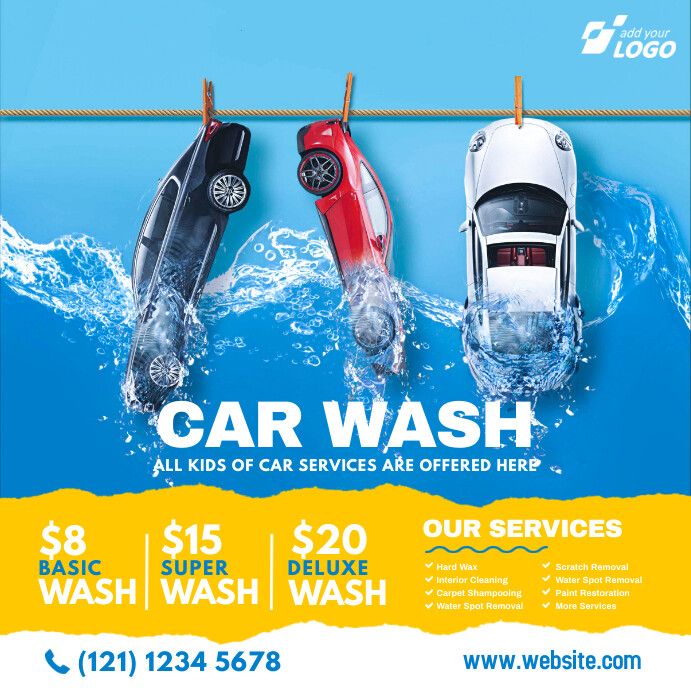 add your
LOGO
CAR WASH
ALL KIDS OF CAR SERVICES ARE OFFERED HERE
$8
BASIC
WASH
$15
SUPER
WASH
$20
DELUXE
WASH
OUR SERVICES
Hard Wax
Interior Cleaning
Carpet Shampooing
Water Spot Removal
Scratch Removal
Water Spot Removal
Paint Restoration
More Services
(121) 1234 5678
www.website.com